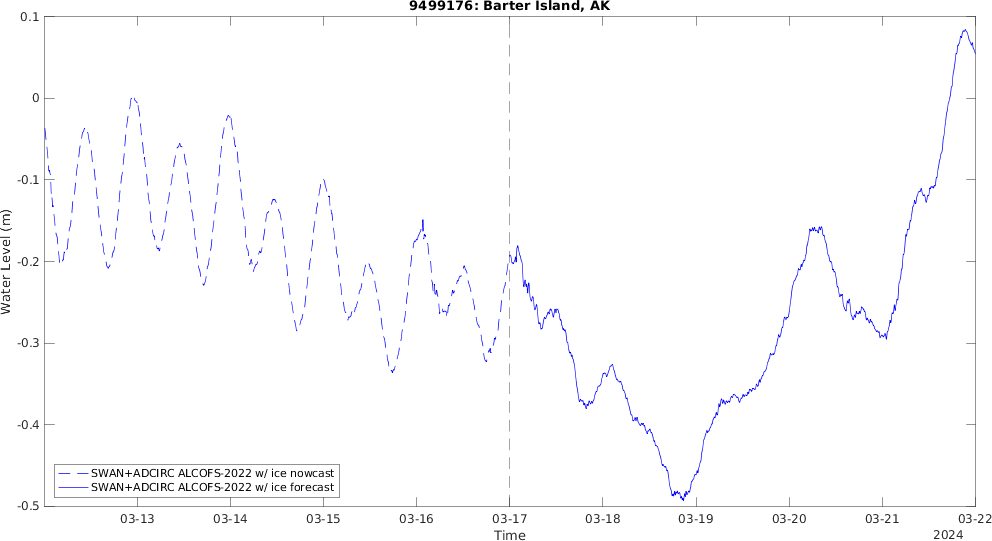 9499176: Barter Island, AK
Water Level (m)
0.1
0
-0.1
-0.2
-0.3
-0.4
-0.5
SWAN+ADCIRC ALCOFS-2022 w/ ice nowcast
SWAN+ADCIRC ALCOFS-2022 w/ ice forecast
03-13 03-14 03-15 03-16 03-17 03-18 03-19 03-20 03-21 03-22
Time
2024